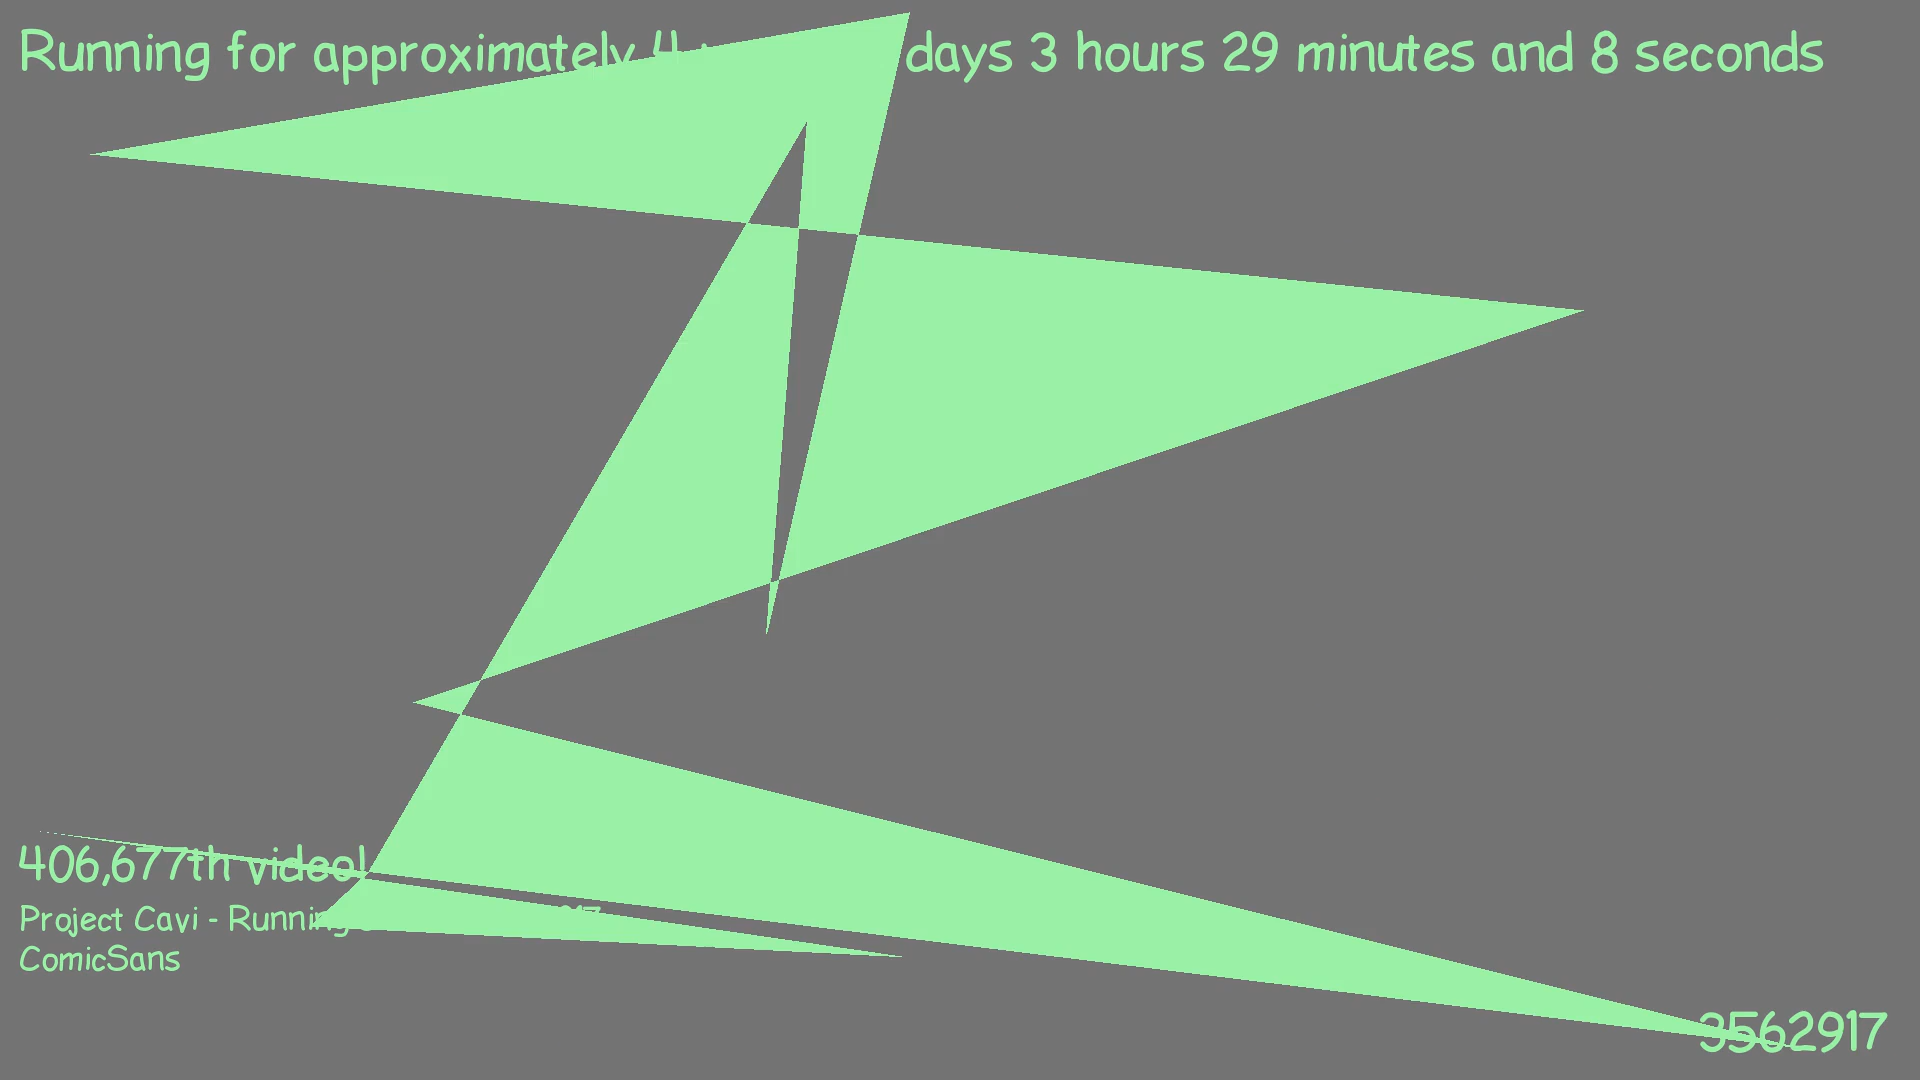 Running for approximately 4 days 3 hours 29 minutes and 8 seconds
406,677th video!
Project Cavi - Running
ComicSans
3562917